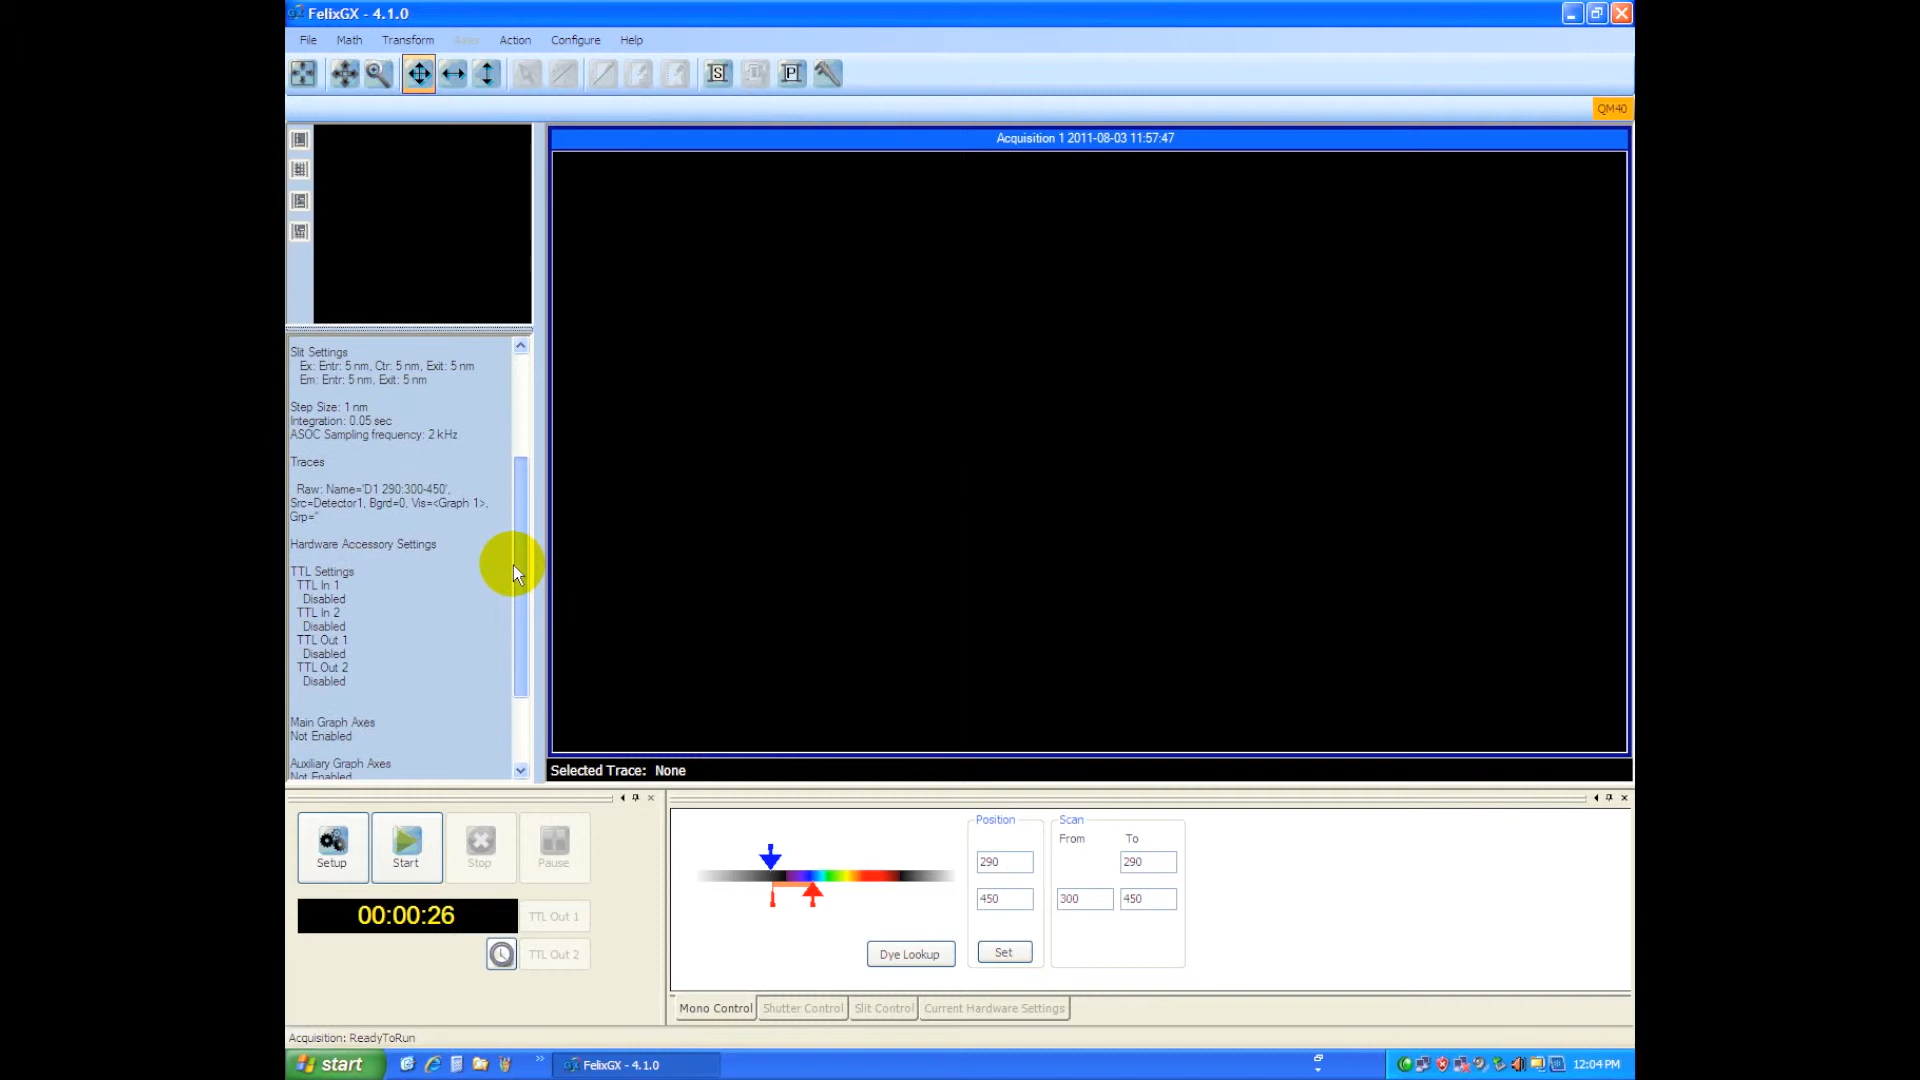 FelixGX - 4.1.0
File Math Transform Axes Action Configure Help
S P
QM40
Acquisition 1 2011-08-03 11:57:47
Slit Settings
Ex: Entr: 5 nm, Ctr: 5 nm, Exit: 5 nm
Em: Entr: 5 nm, Exit: 5 nm
Step Size: 1 nm
Integration: 0.05 sec
ASOC Sampling frequency: 2 kHz
Traces
Raw: Name='D1 290:300-450',
Src=Detector1, Bgrd=0, Vis=<Graph 1>,
Grp=''
Hardware Accessory Settings
TTL Settings
TTL In 1
Disabled
TTL In 2
Disabled
TTL Out 1
Disabled
TTL Out 2
Disabled
Main Graph Axes
Not Enabled
Auxiliary Graph Axes
Not Enabled
Selected Trace: None
Setup Start Stop Pause
00:00:26
TTL Out 1
TTL Out 2
Position Scan
From To
290 290
450 300 450
Dye Lookup Set
Mono Control Shutter Control Slit Control Current Hardware Settings
Acquisition: ReadyToRun
start FelixGX - 4.1.0 12:04 PM